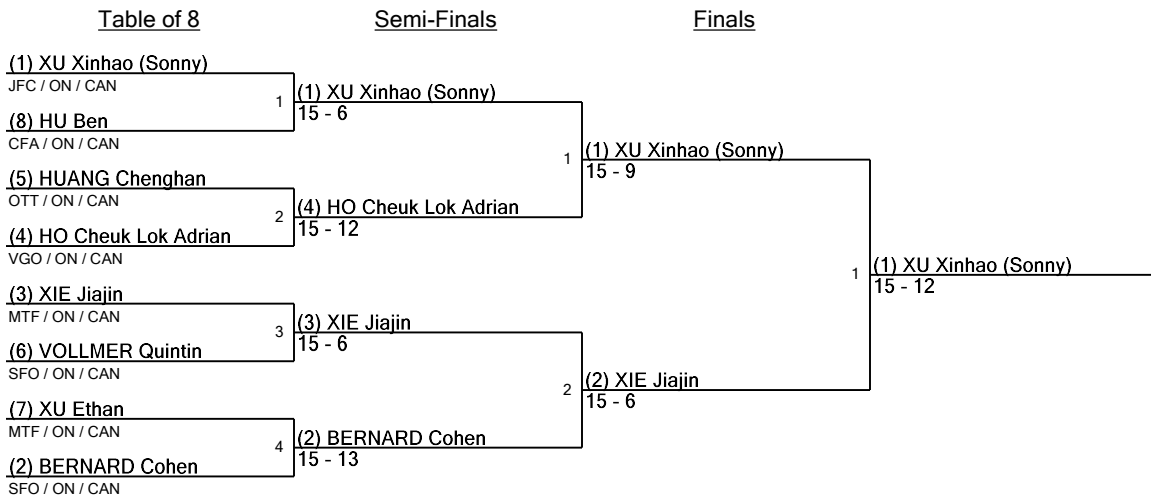 Table of 8
Semi-Finals
Finals
(1) XU Xinhao (Sonny)
JFC / ON / CAN
1
(8) HU Ben
CFA / ON / CAN
(5) HUANG Chenghan
OTT / ON / CAN
2
(4) HO Cheuk Lok Adrian
VGO / ON / CAN
(3) XIE Jiajin
MTF / ON / CAN
3
(6) VOLLMER Quintin
SFO / ON / CAN
(7) XU Ethan
MTF / ON / CAN
4
(2) BERNARD Cohen
SFO / ON / CAN
(1) XU Xinhao (Sonny)
15 - 6
1
(4) HO Cheuk Lok Adrian
15 - 12
(3) XIE Jiajin
15 - 6
2
(2) BERNARD Cohen
15 - 13
(1) XU Xinhao (Sonny)
15 - 9
1
(2) XIE Jiajin
15 - 6
(1) XU Xinhao (Sonny)
15 - 12